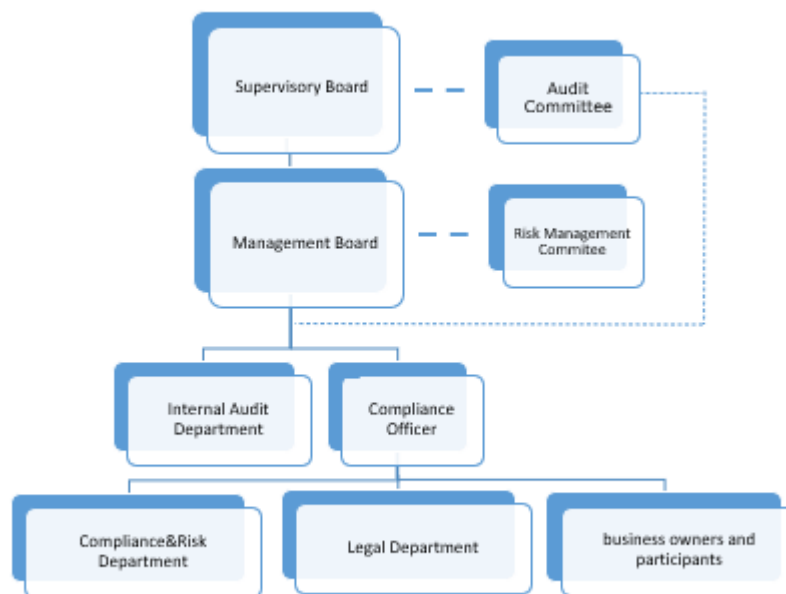 Supervisory Board
Audit
Committee
Management Board
Risk Management
Commitee
Internal Audit
Department
Compliance
Officer
Compliance&Risk
Department
Legal Department
business owners and
participants